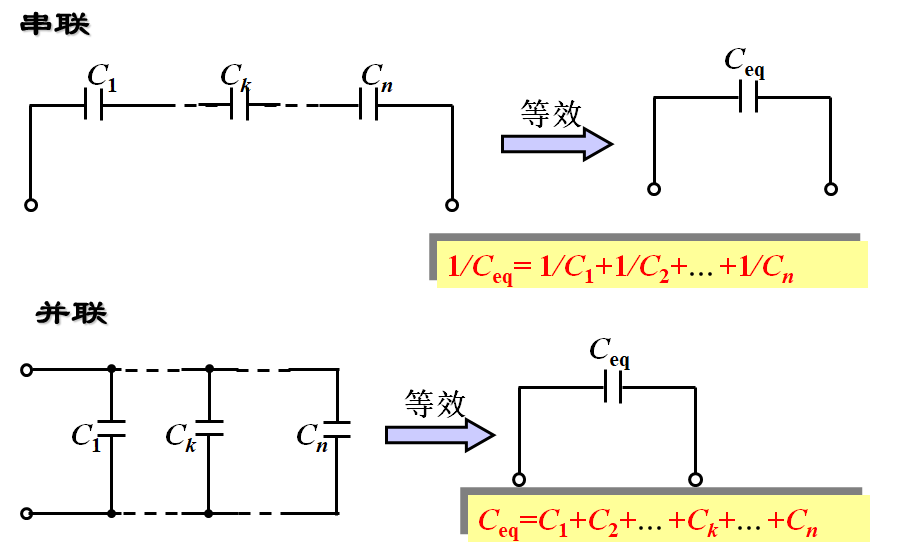 串联
C1 Ck Cn
Ceq
等效
1/Ceq= 1/C1+1/C2+… +1/Cn
并联
Ceq
等效
C1 Ck Cn
Ceq=C1+C2+… +Ck+… +Cn